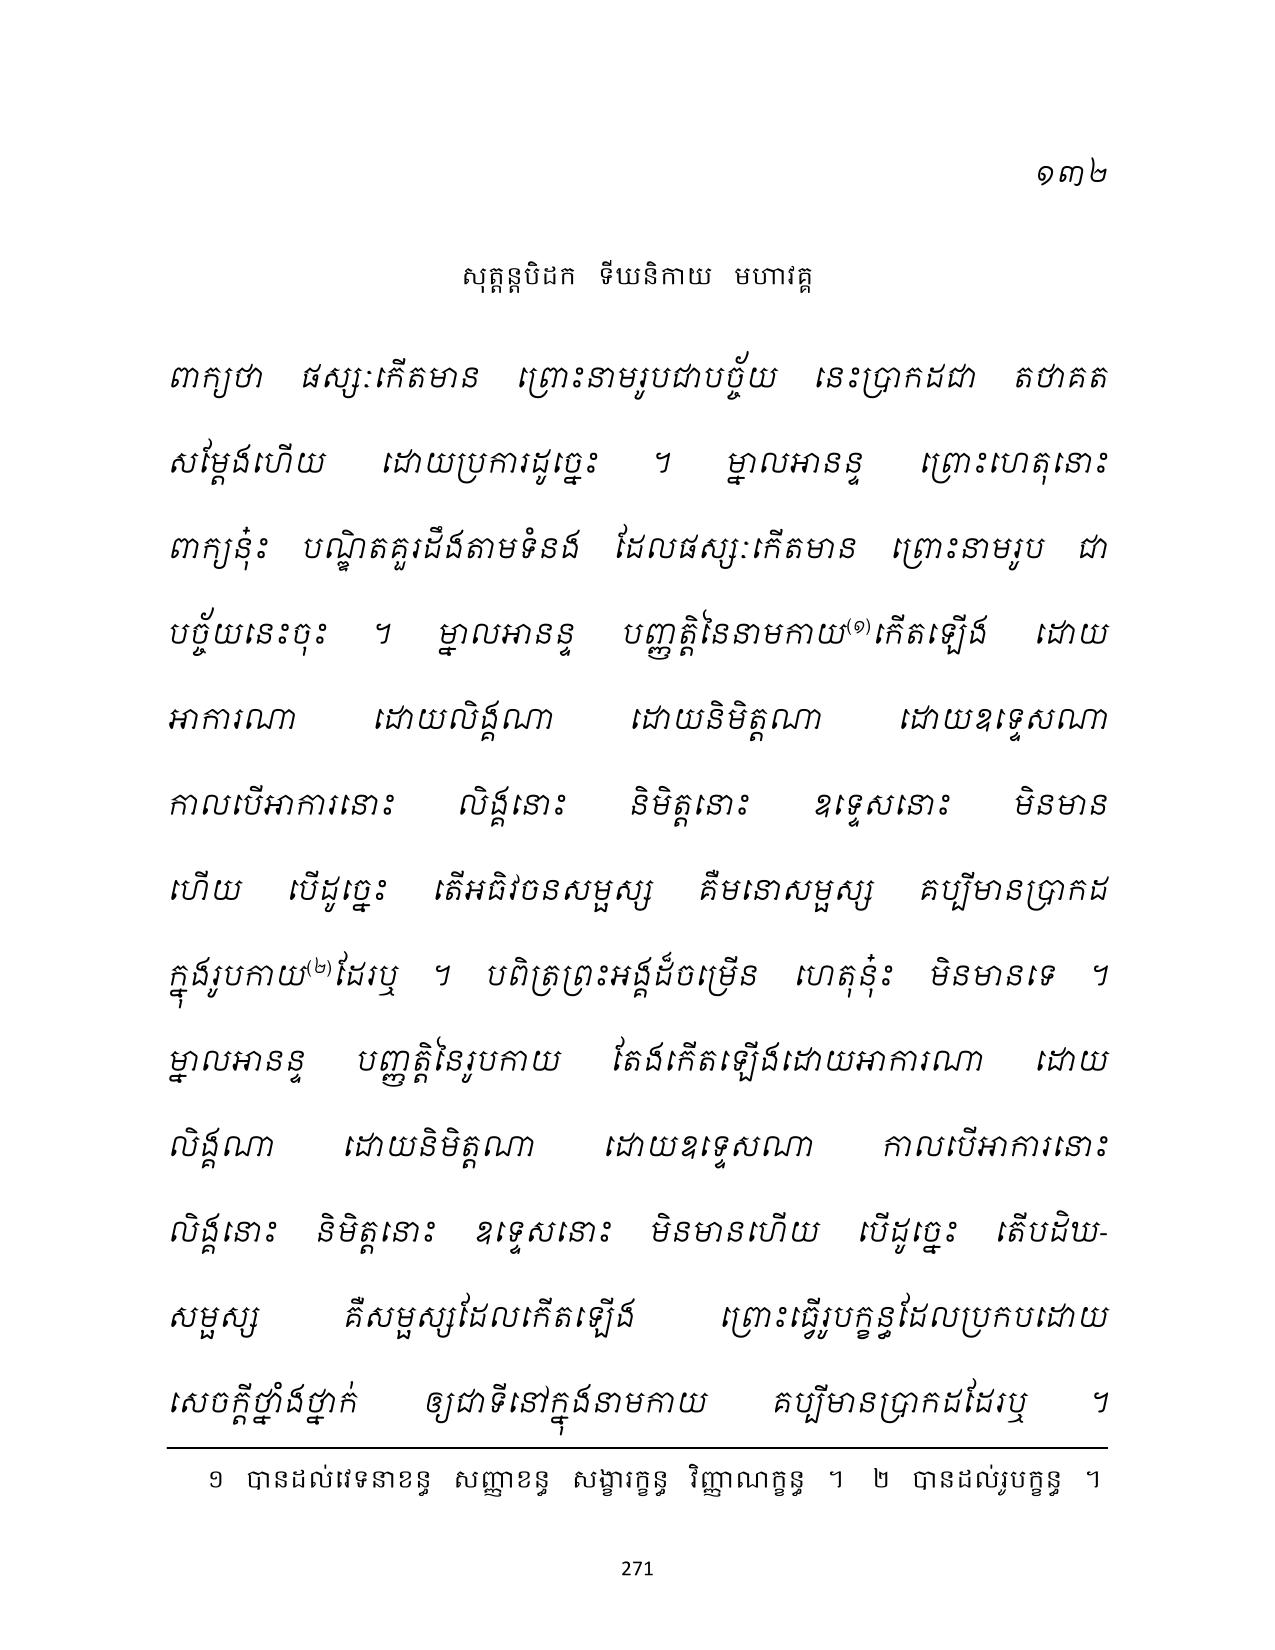 ១៣២
សុត្តន្តបិដក ទីឃនិកាយ មហាវគ្គ
ពាក្យថា ផស្សៈកើតមាន ព្រោះនាមរូបជាបច្ច័យ នេះប្រាកដជា តថាគត
សម្តែងហើយ ដោយប្រការដូច្នេះ ។ ម្នាលអានន្ទ ព្រោះហេតុនោះ
ពាក្យនុ៎ះ បណ្ឌិតគួរដឹងតាមទំនង ដែលផស្សៈកើតមាន ព្រោះនាមរូប ជា
បច្ច័យនេះចុះ ។ ម្នាលអានន្ទ បញ្ញត្តិនៃនាមកាយ(១)កើតឡើង ដោយ
អាការណា ដោយលិង្គណា ដោយនិមិត្តណា ដោយឧទ្ទេសណា
កាលបើអាការនោះ លិង្គនោះ និមិត្តនោះ ឧទ្ទេសនោះ មិនមាន
ហើយ បើដូច្នេះ តើអធិវចនសម្ផស្ស គឺមនោសម្ផស្ស គប្បីមានប្រាកដ
ក្នុងរូបកាយ(២)ដែរឬ ។ បពិត្រព្រះអង្គដ៏ចម្រើន ហេតុនុ៎ះ មិនមានទេ ។
ម្នាលអានន្ទ បញ្ញត្តិនៃរូបកាយ តែងកើតឡើងដោយអាការណា ដោយ
លិង្គណា ដោយនិមិត្តណា ដោយឧទ្ទេសណា កាលបើអាការនោះ
លិង្គនោះ និមិត្តនោះ ឧទ្ទេសនោះ មិនមានហើយ បើដូច្នេះ តើបដិឃ-
សម្ផស្ស គឺសម្ផស្សដែលកើតឡើង ព្រោះធ្វើរូបក្ខន្ធដែលប្រកបដោយ
សេចក្តីថ្នាំងថ្នាក់ ឲ្យជាទីនៅក្នុងនាមកាយ គប្បីមានប្រាកដដែរឬ ។
១ បានដល់វេទនាខន្ធ សញ្ញាខន្ធ សង្ខារក្ខន្ធ វិញ្ញាណក្ខន្ធ ។ ២ បានដល់រូបក្ខន្ធ ។
271